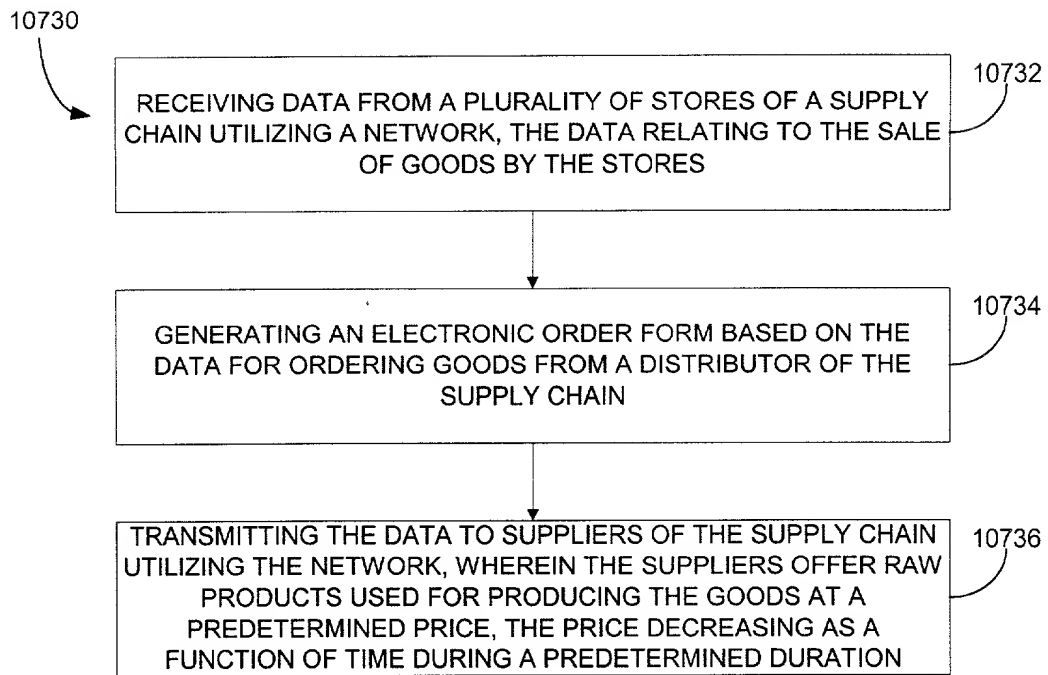 10730
10732
RECEIVING DATA FROM A PLURALITY OF STORES OF A SUPPLY
CHAIN UTILIZING A NETWORK, THE DATA RELATING TO THE SALE
OF GOODS BY THE STORES
10734
GENERATING AN ELECTRONIC ORDER FORM BASED ON THE
DATA FOR ORDERING GOODS FROM A DISTRIBUTOR OF THE
SUPPLY CHAIN
10736
TRANSMITTING THE DATA TO SUPPLIERS OF THE SUPPLY CHAIN
UTILIZING THE NETWORK, WHEREIN THE SUPPLIERS OFFER RAW
PRODUCTS USED FOR PRODUCING THE GOODS AT A
PREDETERMINED PRICE, THE PRICE DECREASING AS A
FUNCTION OF TIME DURING A PREDETERMINED DURATION